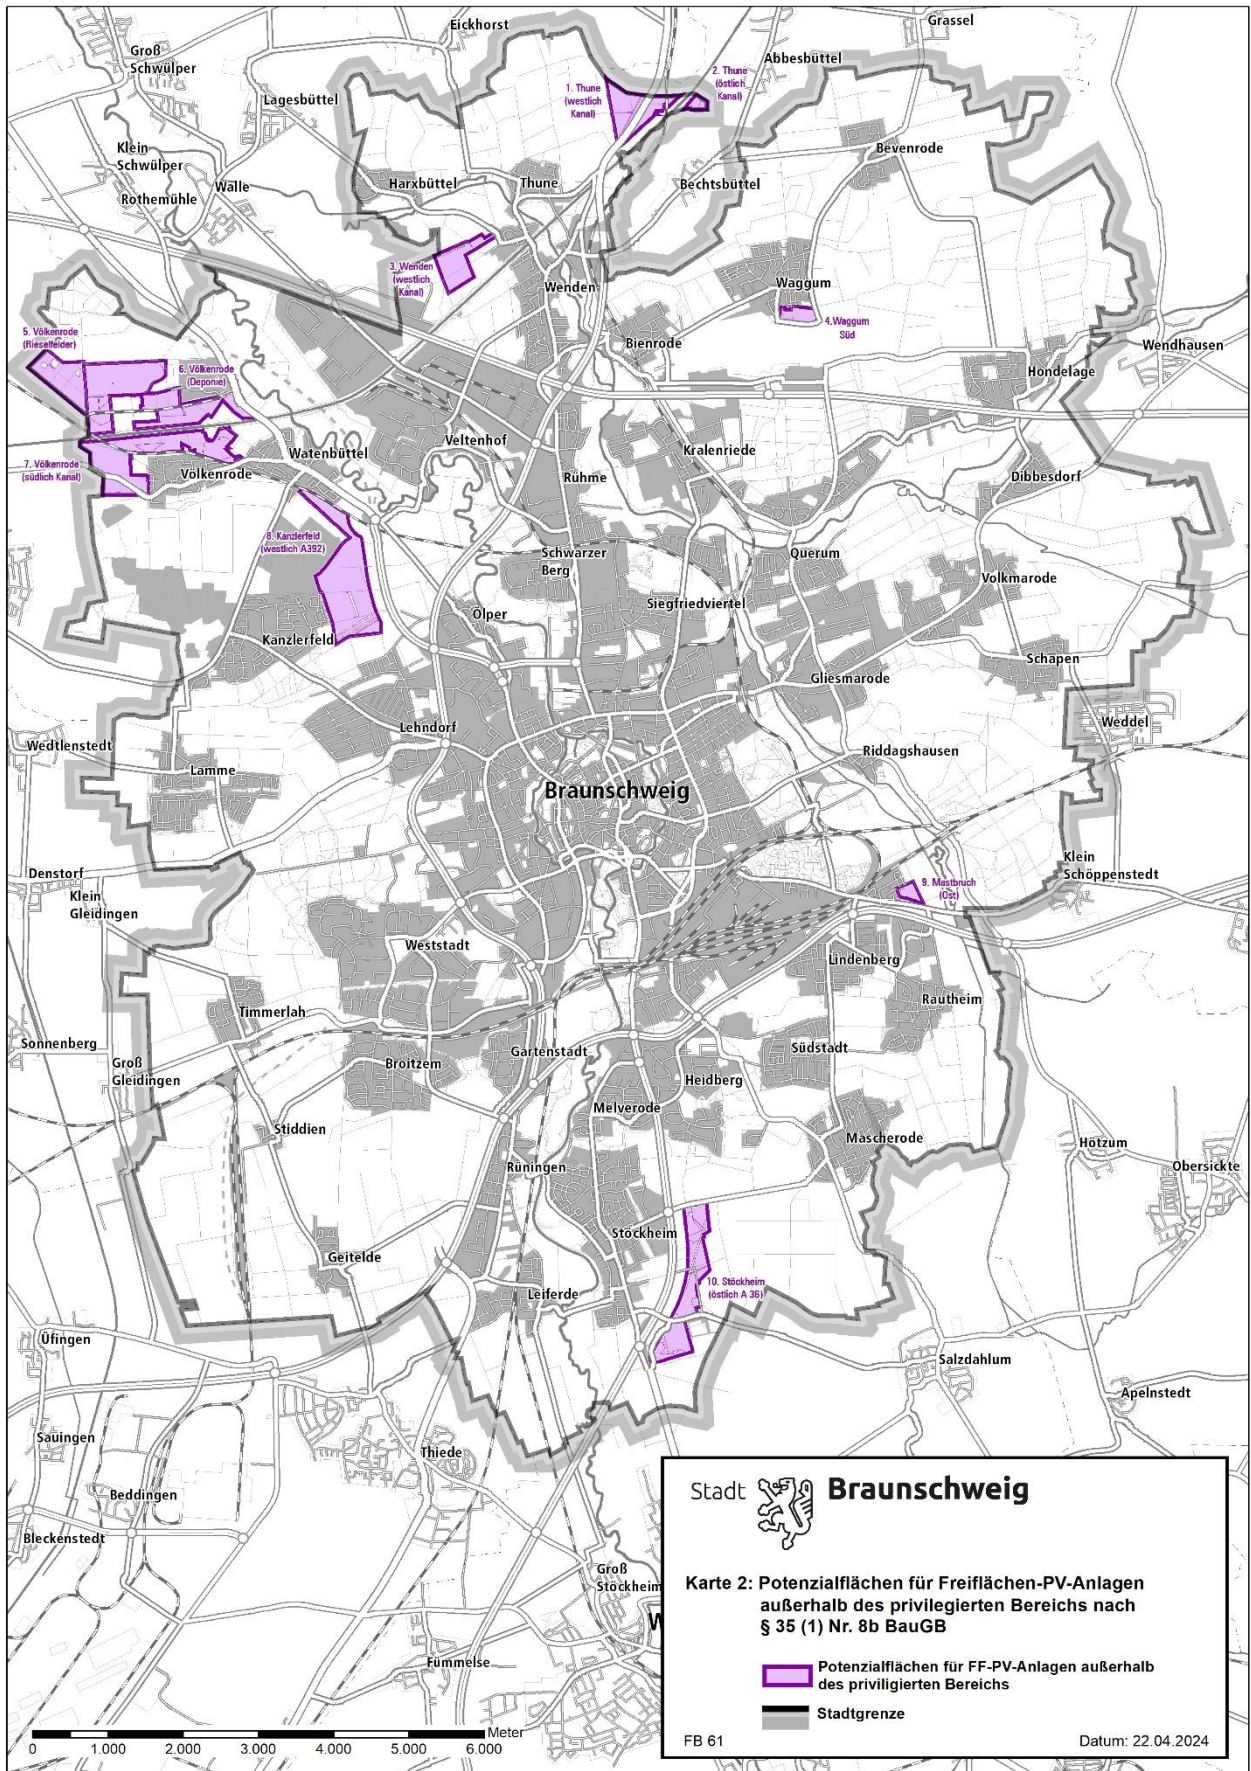 Eickhorst
Grassel
Groß
Schwülper
Abbesbüttel
2. Thune
(östlich
Kanal)
1. Thune
(westlich
Kanal)
Lagesbüttel
Klein
Schwülper
Bevenrode
Walle
Rothemühle
Harxbüttel
Thune
Bechtsbüttel
3. Wenden
(westlich
Kanal)
Wenden
Waggum
4.Waggum
Süd
5. Völkenrode
(Rieselfelder)
Bienrode
Wendhausen
6. Völkenrode
(Deponie)
Hondelage
Veltenhof
Watenbüttel
Kralenriede
7. Völkenrode
(südlich Kanal)
Völkenrode
Rühme
Dibbesdorf
8. Kanzlerfeld
(westlich A392)
Schwarzer
Berg
Querum
Volkmarode
Siegfriedviertel
Ölper
Kanzlerfeld
Schapen
Gliesmarode
Lehndorf
Weddel
Wedtlenstedt
Riddagshausen
Lamme
Braunschweig
Denstorf
Klein
Schöppenstedt
Klein
Gleidingen
9. Mastbruch
(Ost)
Weststadt
Lindenberg
Rautheim
Timmerlah
Sonnenberg
Gartenstadt
Südstadt
Groß
Gleidingen
Broitzem
Heidberg
Melverode
Stiddien
Mascherode
Hötzum
Rüningen
Obersickte
Stöckheim
Geitelde
10. Stöckheim
(östlich A 36)
Leiferde
Üfingen
Salzdahlum
Apelnstedt
Sauingen
Thiede
Beddingen
Bleckenstedt
Groß
Stöckheim
W
Fümmelse
Stadt Braunschweig
Karte 2: Potenzialflächen für Freiflächen-PV-Anlagen
außerhalb des privilegierten Bereichs nach
§ 35 (1) Nr. 8b BauGB
Potenzialflächen für FF-PV-Anlagen außerhalb
des priviligierten Bereichs
Stadtgrenze
FB 61 Datum: 22.04.2024
Meter
0 1.000 2.000 3.000 4.000 5.000 6.000